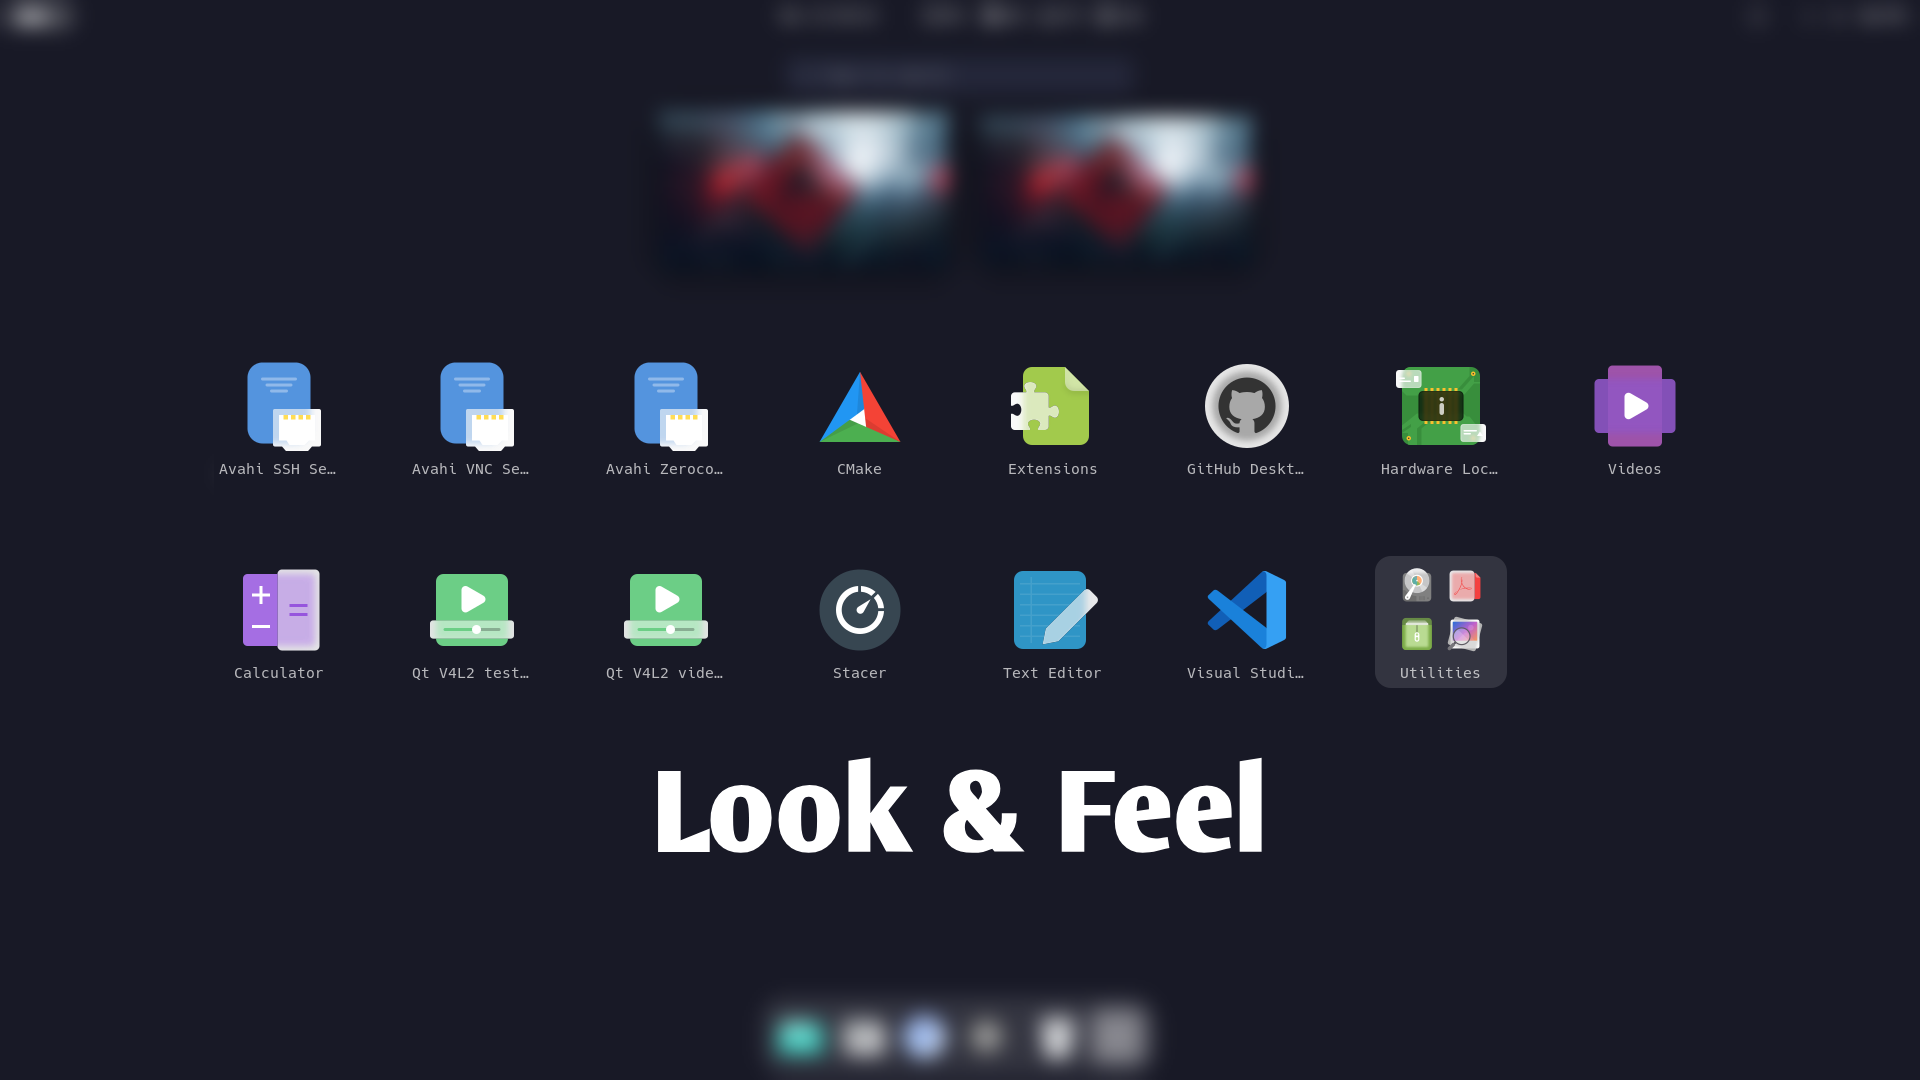 Avahi SSH Se… Avahi VNC Se… Avahi Zeroco… CMake Extensions GitHub Deskt… Hardware Loc… Videos
Calculator Qt V4L2 test… Qt V4L2 vide… Stacer Text Editor Visual Studi… Utilities
Look & Feel